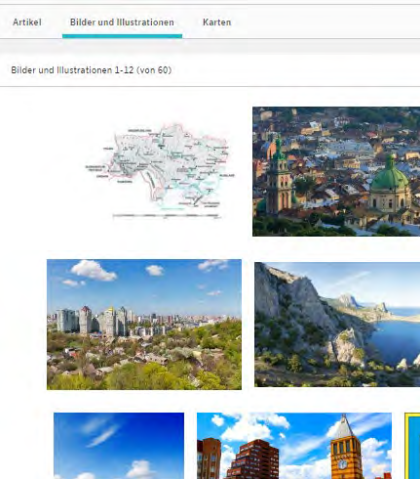 Artikel Bilder und Illustrationen Karten
Bilder und Illustrationen 1-12 (von 60)